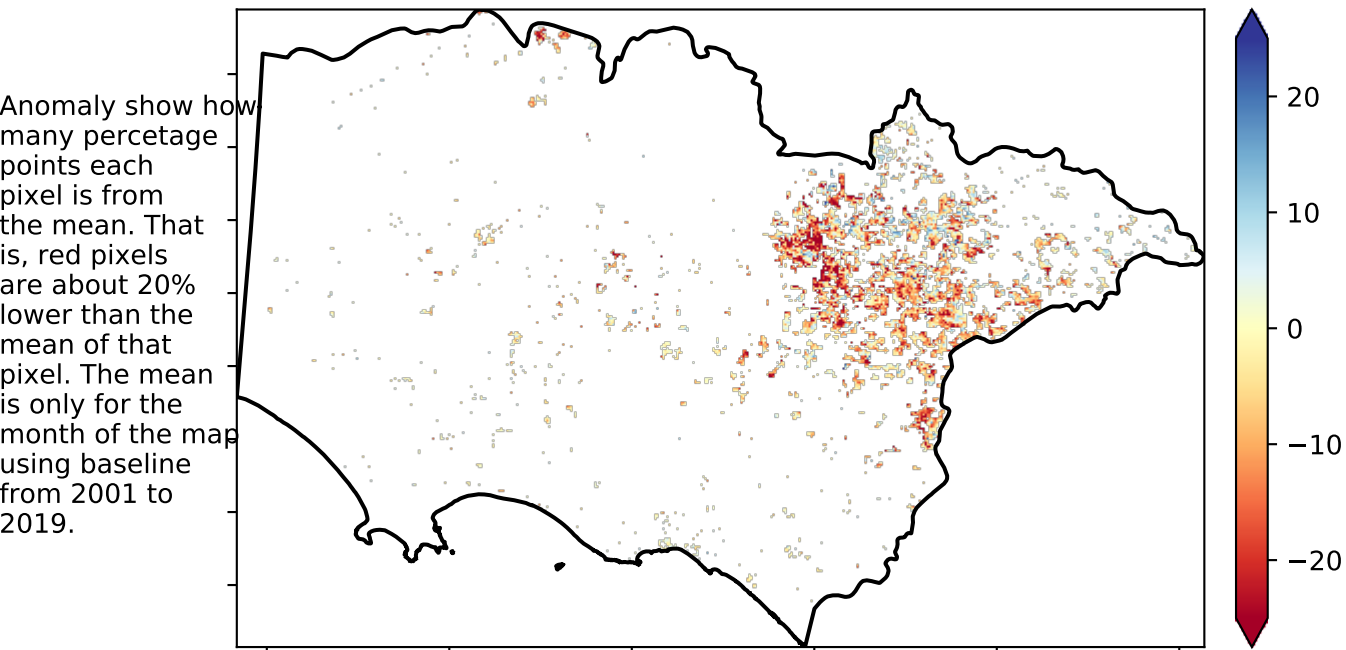 Anomaly show how
many percetage
points each
pixel is from
the mean. That
is, red pixels
are about 20%
lower than the
mean of that
pixel. The mean
is only for the
month of the map
using baseline
from 2001 to
2019.
20
10
0
−10
−20